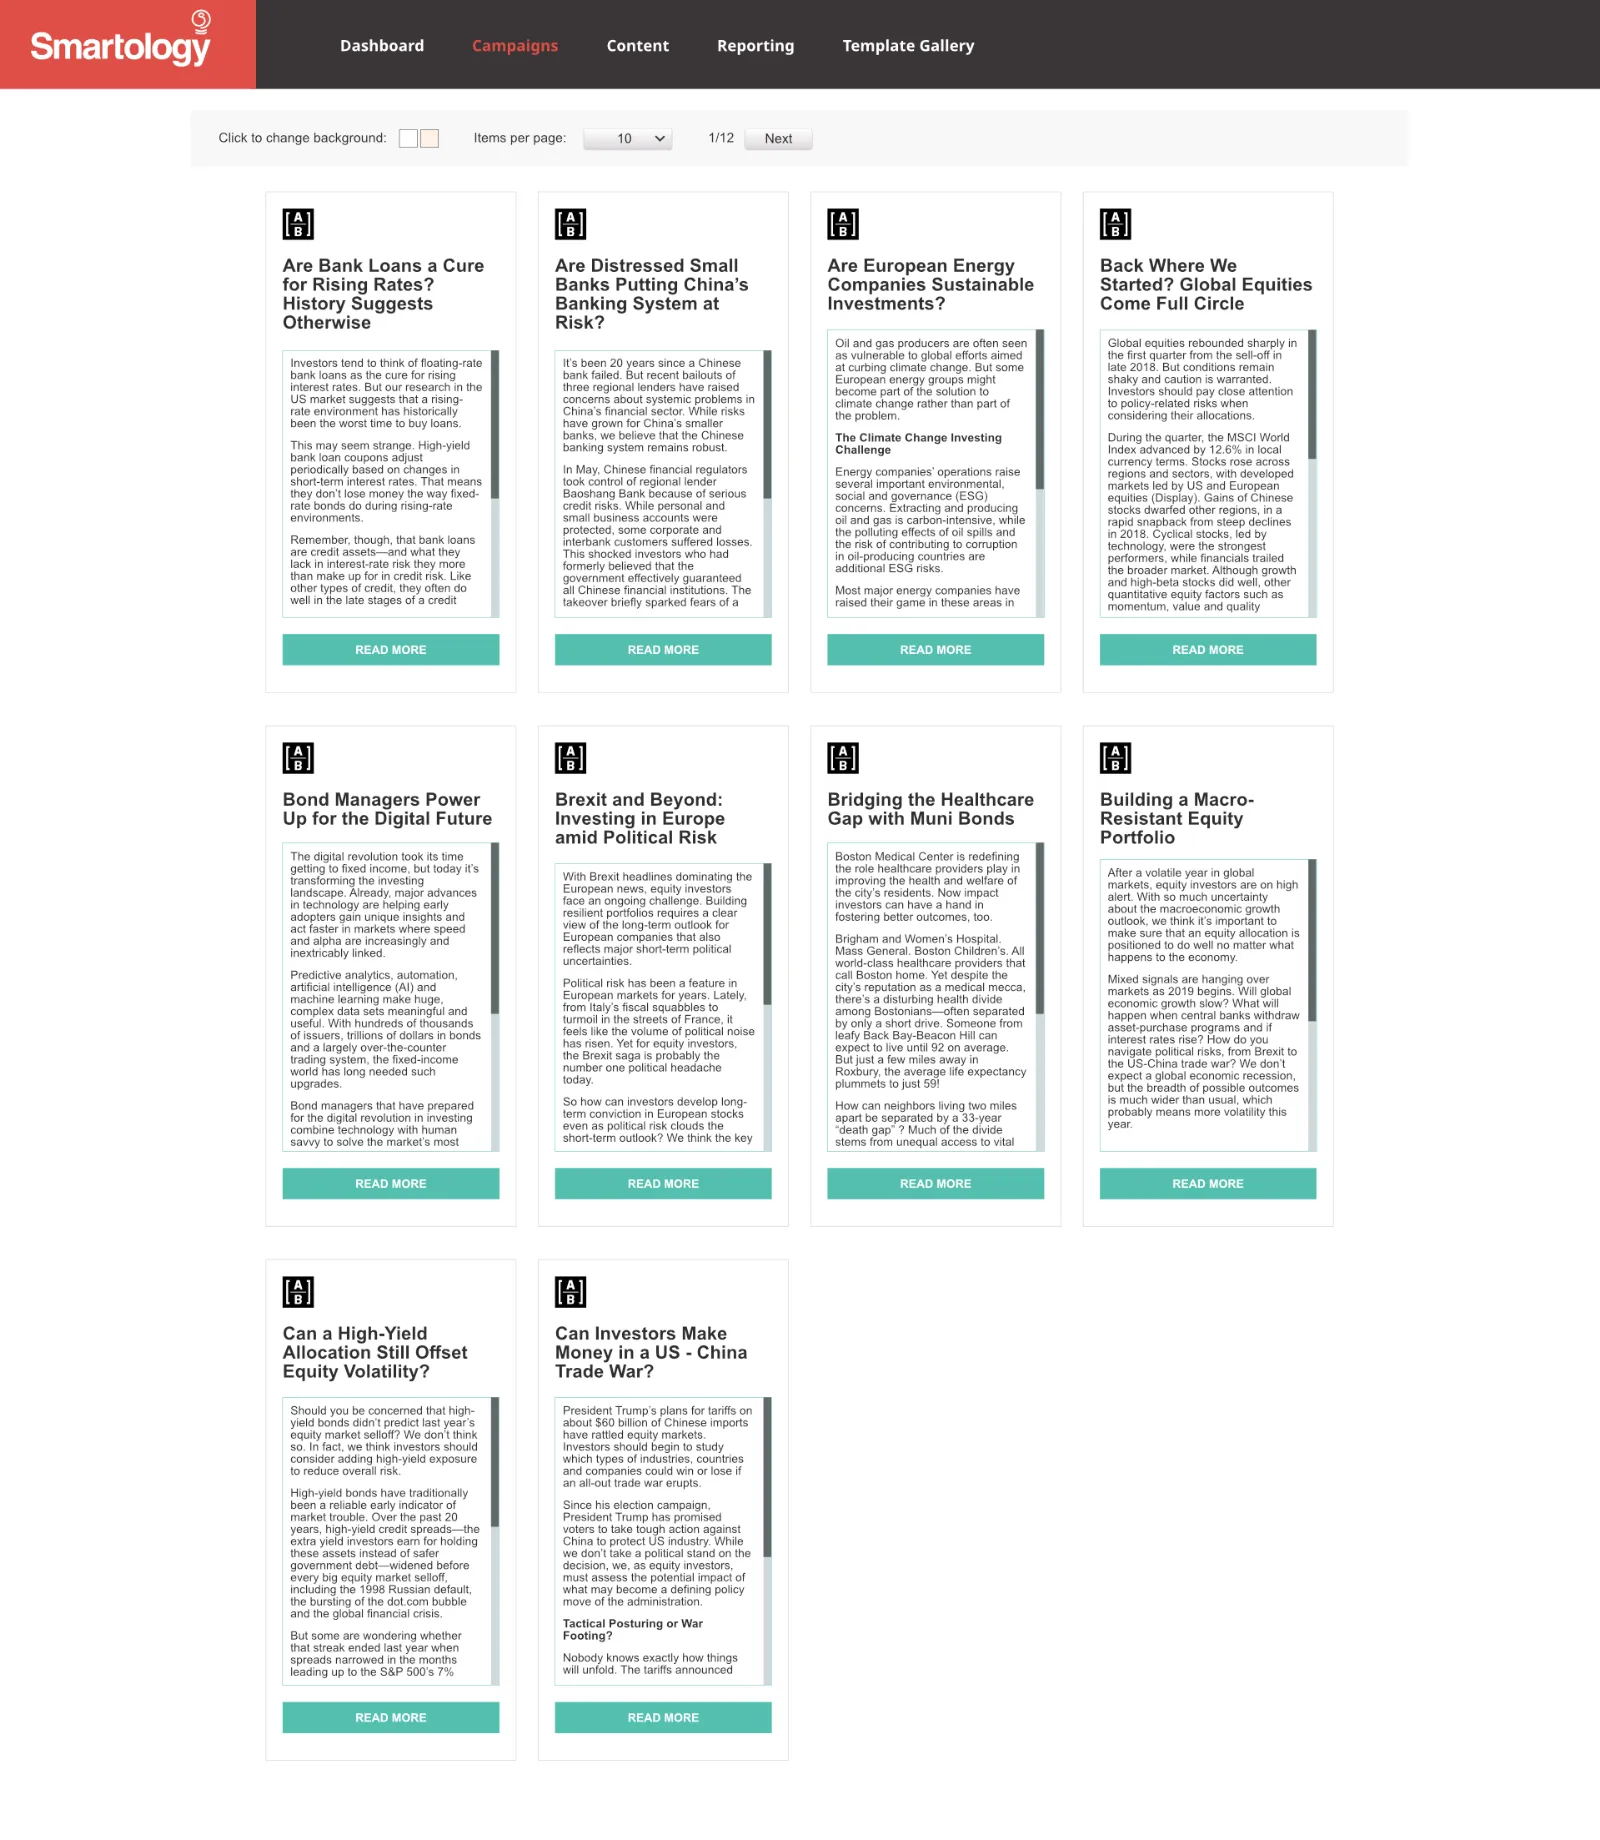 Smartology
Dashboard
Campaigns
Content
Reporting
Template Gallery
Click to change background:
Items per page:
10
1/12
Next
A
B
Are Bank Loans a Cure
for Rising Rates?
History Suggests
Otherwise
Investors tend to think of floating-rate
bank loans as the cure for rising
interest rates. But our research in the
US market suggests that a rising-
rate environment has historically
been the worst time to buy loans.
This may seem strange. High-yield
bank loan coupons adjust
periodically based on changes in
short-term interest rates. That means
they don't lose money the way fixed-
rate bonds do during rising-rate
environments.
Remember, though, that bank loans
are credit assets—and what they
lack in interest-rate risk they more
than make up for in credit risk. Like
other types of credit, they often do
well in the late stages of a credit
READ MORE
A
B
Are Distressed Small
Banks Putting China’s
Banking System at
Risk?
It’s been 20 years since a Chinese
bank failed. But recent bailouts of
three regional lenders have raised
concerns about systemic problems in
China’s financial sector. While risks
have grown for China’s smaller
banks, we believe that the Chinese
banking system remains robust.
In May, Chinese financial regulators
took control of regional lender
Baoshang Bank because of serious
credit risks. While personal and
small business accounts were
protected, some corporate and
interbank customers suffered losses.
This shocked investors who had
formerly believed that the
government effectively guaranteed
all Chinese financial institutions. The
takeover briefly sparked fears of a
READ MORE
A
B
Are European Energy
Companies Sustainable
Investments?
Oil and gas producers are often seen
as vulnerable to global efforts aimed
at curbing climate change. But some
European energy groups might
become part of the solution to
climate change rather than part of
the problem.
The Climate Change Investing
Challenge
Energy companies’ operations raise
several important environmental,
social and governance (ESG)
concerns. Extracting and producing
oil and gas is carbon-intensive, while
the polluting effects of oil spills and
the risk of contributing to corruption
in oil-producing countries are
additional ESG risks.
Most major energy companies have
raised their game in these areas in
READ MORE
A
B
Back Where We
Started? Global Equities
Come Full Circle
Global equities rebounded sharply in
the first quarter from the sell-off in
late 2018. But conditions remain
shaky and caution is warranted.
Investors should pay close attention
to policy-related risks when
considering their allocations.
During the quarter, the MSCI World
Index advanced by 12.6% in local
currency terms. Stocks rose across
regions and sectors, with developed
markets led by US and European
equities (Display). Gains of Chinese
stocks dwarfed other regions, in a
rapid snapback from steep declines
in 2018. Cyclical stocks, led by
technology, were the strongest
performers, while financials trailed
the broader market. Although growth
and high-beta stocks did well, other
quantitative equity factors such as
momentum, value and quality
READ MORE
A
B
Bond Managers Power
Up for the Digital Future
The digital revolution took its time
getting to fixed income, but today it’s
transforming the investing
landscape. Already, major advances
in technology are helping early
adopters gain unique insights and
act faster in markets where speed
and alpha are increasingly and
inextricably linked.
Predictive analytics, automation,
artificial intelligence (AI) and
machine learning make huge,
complex data sets meaningful and
useful. With hundreds of thousands
of issuers, trillions of dollars in bonds
and a largely over-the-counter
trading system, the fixed-income
world has long needed such
upgrades.
Bond managers that have prepared
for the digital revolution in investing
combine technology with human
savvy to solve the market’s most
READ MORE
A
B
Brexit and Beyond:
Investing in Europe
amid Political Risk
With Brexit headlines dominating the
European news, equity investors
face an ongoing challenge. Building
resilient portfolios requires a clear
view of the long-term outlook for
European companies that also
reflects major short-term political
uncertainties.
Political risk has been a feature in
European markets for years. Lately,
from Italy’s fiscal squabbles to
turmoil in the streets of France, it
feels like the volume of political noise
has risen. Yet for equity investors,
the Brexit saga is probably the
number one political headache
today.
So how can investors develop long-
term conviction in European stocks
even as political risk clouds the
short-term outlook? We think the key
READ MORE
A
B
Bridging the Healthcare
Gap with Muni Bonds
Boston Medical Center is redefining
the role healthcare providers play in
improving the health and welfare of
the city’s residents. Now impact
investors can have a hand in
fostering better outcomes, too.
Brigham and Women’s Hospital.
Mass General. Boston Children’s. All
world-class healthcare providers that
call Boston home. Yet despite the
city’s reputation as a medical mecca,
there’s a disturbing health divide
among Bostonians—often separated
by only a short drive. Someone from
leafy Back Bay-Beacon Hill can
expect to live until 92 on average.
But just a few miles away in
Roxbury, the average life expectancy
plummets to just 59!
How can neighbors living two miles
apart be separated by a 33-year
“death gap” ? Much of the divide
stems from unequal access to vital
READ MORE
A
B
Building a Macro-
Resistant Equity
Portfolio
After a volatile year in global
markets, equity investors are on high
alert. With so much uncertainty
about the macroeconomic growth
outlook, we think it’s important to
make sure that an equity allocation is
positioned to do well no matter what
happens to the economy.
Mixed signals are hanging over
markets as 2019 begins. Will global
economic growth slow? What will
happen when central banks withdraw
asset-purchase programs and if
interest rates rise? How do you
navigate political risks, from Brexit to
the US-China trade war? We don’t
expect a global economic recession,
but the breadth of possible outcomes
is much wider than usual, which
probably means more volatility this
year.
READ MORE
A
B
Can a High-Yield
Allocation Still Offset
Equity Volatility?
Should you be concerned that high-
yield bonds didn’t predict last year’s
equity market selloff? We don’t think
so. In fact, we think investors should
consider adding high-yield exposure
to reduce overall risk.
High-yield bonds have traditionally
been a reliable early indicator of
market trouble. Over the past 20
years, high-yield credit spreads—the
extra yield investors earn for holding
these assets instead of safer
government debt—widened before
every big equity market selloff,
including the 1998 Russian default,
the bursting of the dot.com bubble
and the global financial crisis.
But some are wondering whether
that streak ended last year when
spreads narrowed in the months
leading up to the S&P 500’s 7%
READ MORE
A
B
Can Investors Make
Money in a US - China
Trade War?
President Trump’s plans for tariffs on
about $60 billion of Chinese imports
have rattled equity markets.
Investors should begin to study
which types of industries, countries
and companies could win or lose if
an all-out trade war erupts.
Since his election campaign,
President Trump has promised
voters to take tough action against
China to protect US industry. While
we don’t take a political stand on the
decision, we, as equity investors,
must assess the potential impact of
what may become a defining policy
move of the administration.
Tactical Posturing or War
Footing?
Nobody knows exactly how things
will unfold. The tariffs announced
READ MORE